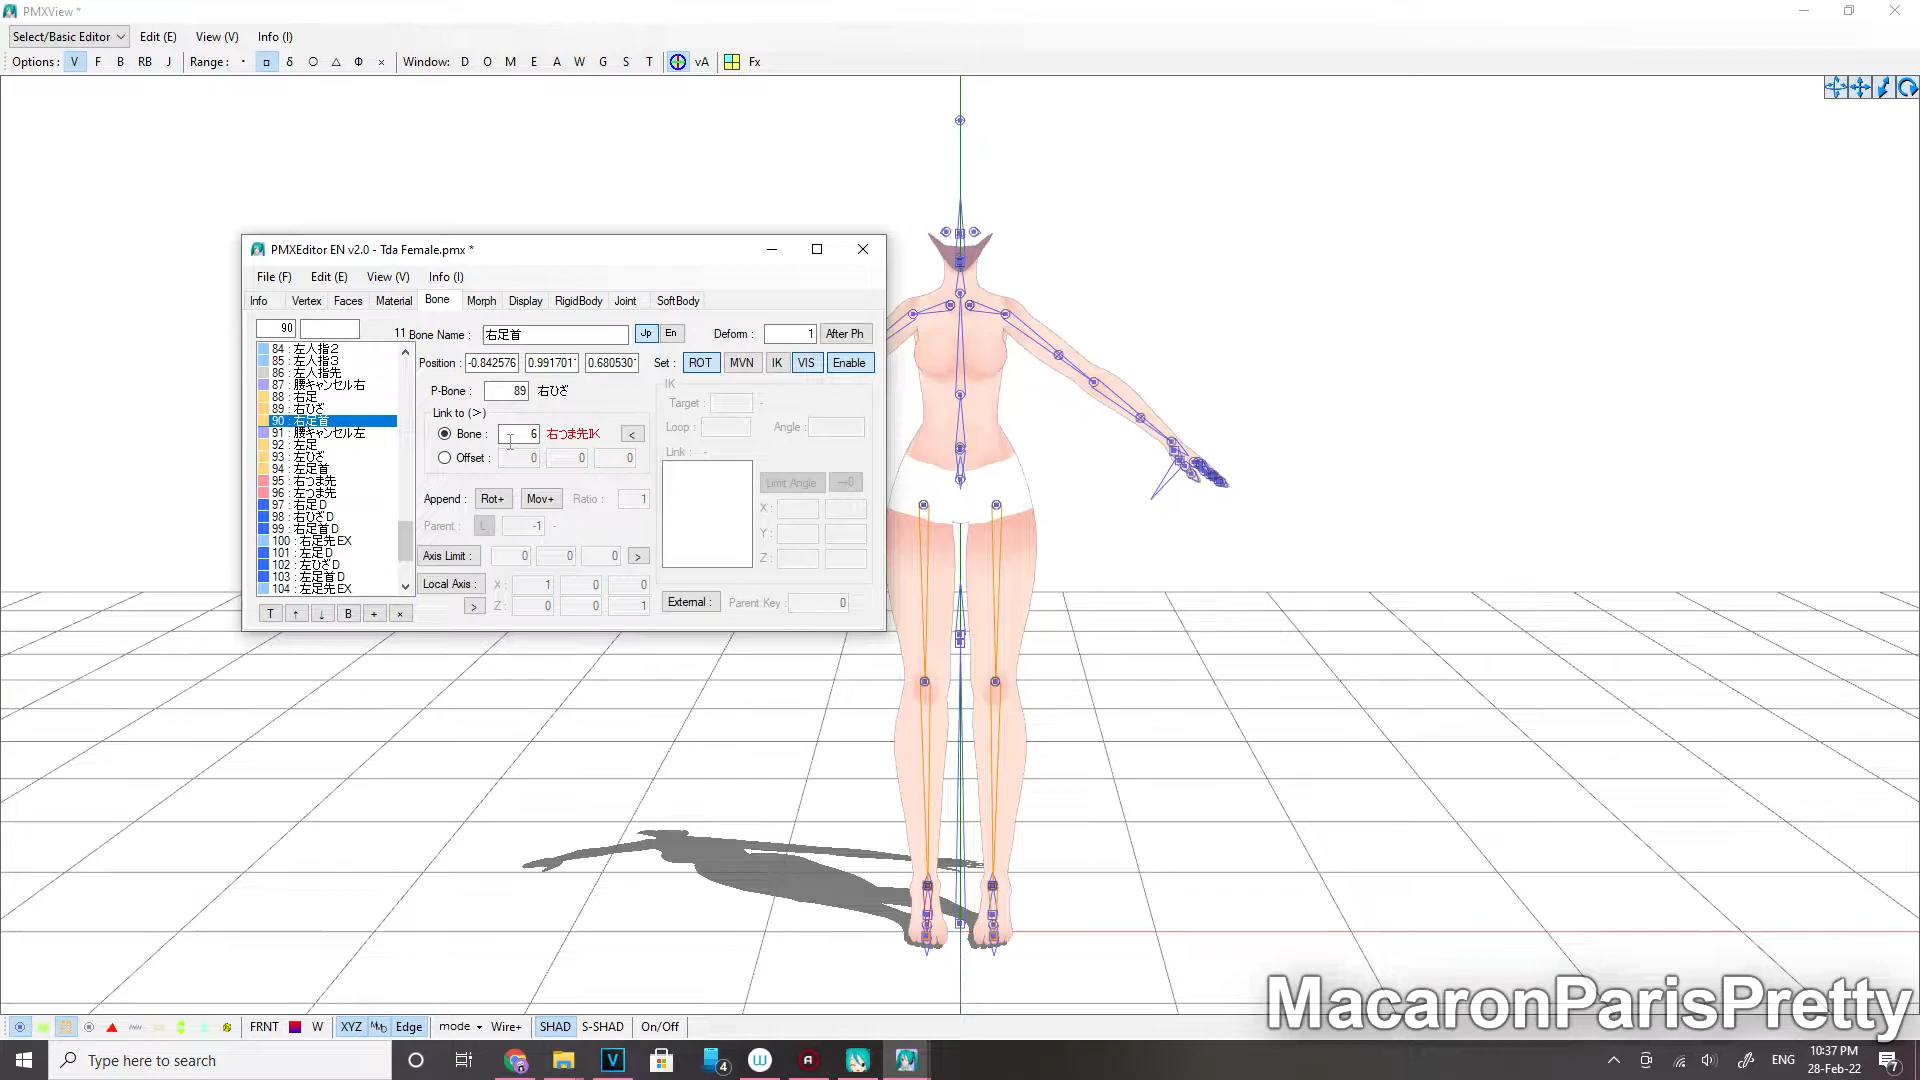 PMXView *
Select/Basic Editor Edit (E) View (V) Info (I)
Options : V F B RB J Range : Window: D O M E A W G S T vA Fx
PMXEditor EN v2.0 - Tda Female.pmx *
File (F) Edit (E) View (V) Info (I)
Info Vertex Faces Material Bone Morph Display RigidBody Joint SoftBody
90 11 Bone Name : 右足首 Jp En Deform : 1 After Ph
84 : 左人指２
85 : 左人指３
86 : 左人指先
87 : 腰キャンセル右
88 : 右足
89 : 右ひざ
90 : 右足首
91 : 腰キャンセル左
92 : 左足
93 : 左ひざ
94 : 左足首
95 : 右つま先
96 : 左つま先
97 : 右足D
98 : 右ひざD
99 : 右足首D
100 : 右足先EX
101 : 左足D
102 : 左ひざD
103 : 左足首D
104 : 左足先EX
T ↑ ↓ B + ×
Position : -0.842576 0.991701 0.680530 Set : ROT MVN IK VIS Enable
P-Bone : 89 右ひざ
Link to (>)
Bone : 6 右つま先IK <
Offset : 0 0 0
Append : Rot+ Mov+ Ratio : 1
Parent : L -1 -
Axis Limit : 0 0 0 >
Local Axis : X : 1 0 0
> Z : 0 0 1
IK
Target : -
Loop : Angle :
Link : -
Limit Angle →0
X :
Y :
Z :
External : Parent Key : 0
MacaronParisPretty
FRNT W XYZ Edge mode Wire+ SHAD S-SHAD On/Off
Type here to search
4
ENG
10:37 PM
28-Feb-22
7